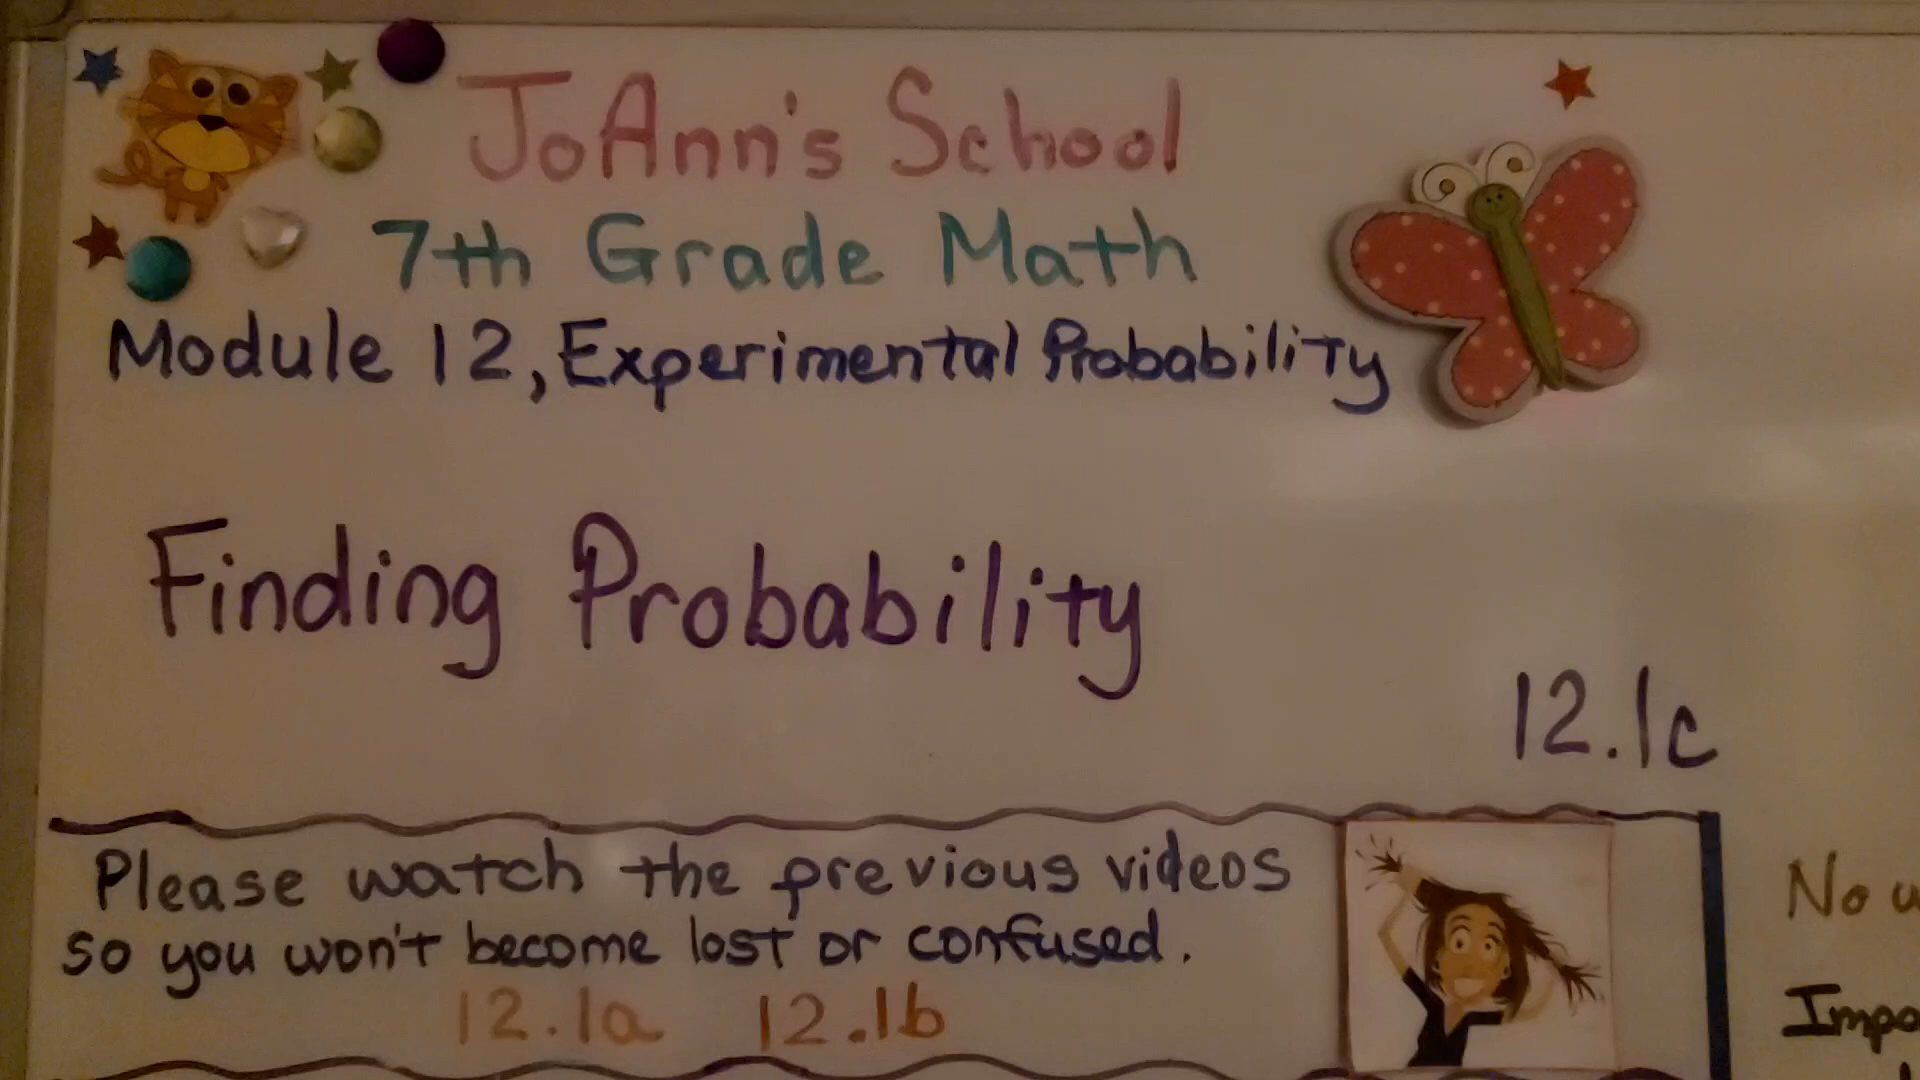 JoAnn's School
7th Grade Math
Module 12, Experimental Probability
Finding Probability
12.1c
Please watch the previous videos
so you won't become lost or confused.
12.1a 12.1b
No